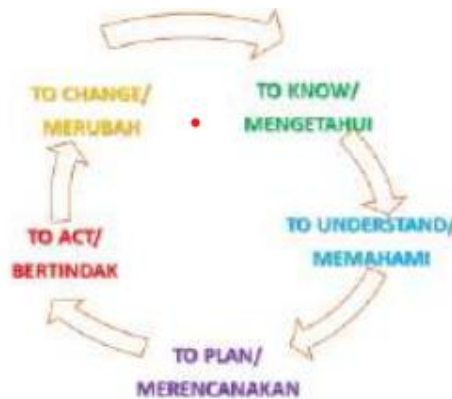 TO CHANGE/
MERUBAH
TO KNOW/
MENGETAHUI
TO UNDERSTAND/
MEMAHAMI
TO PLAN/
MERENCANAKAN
TO ACT/
BERTINDAK